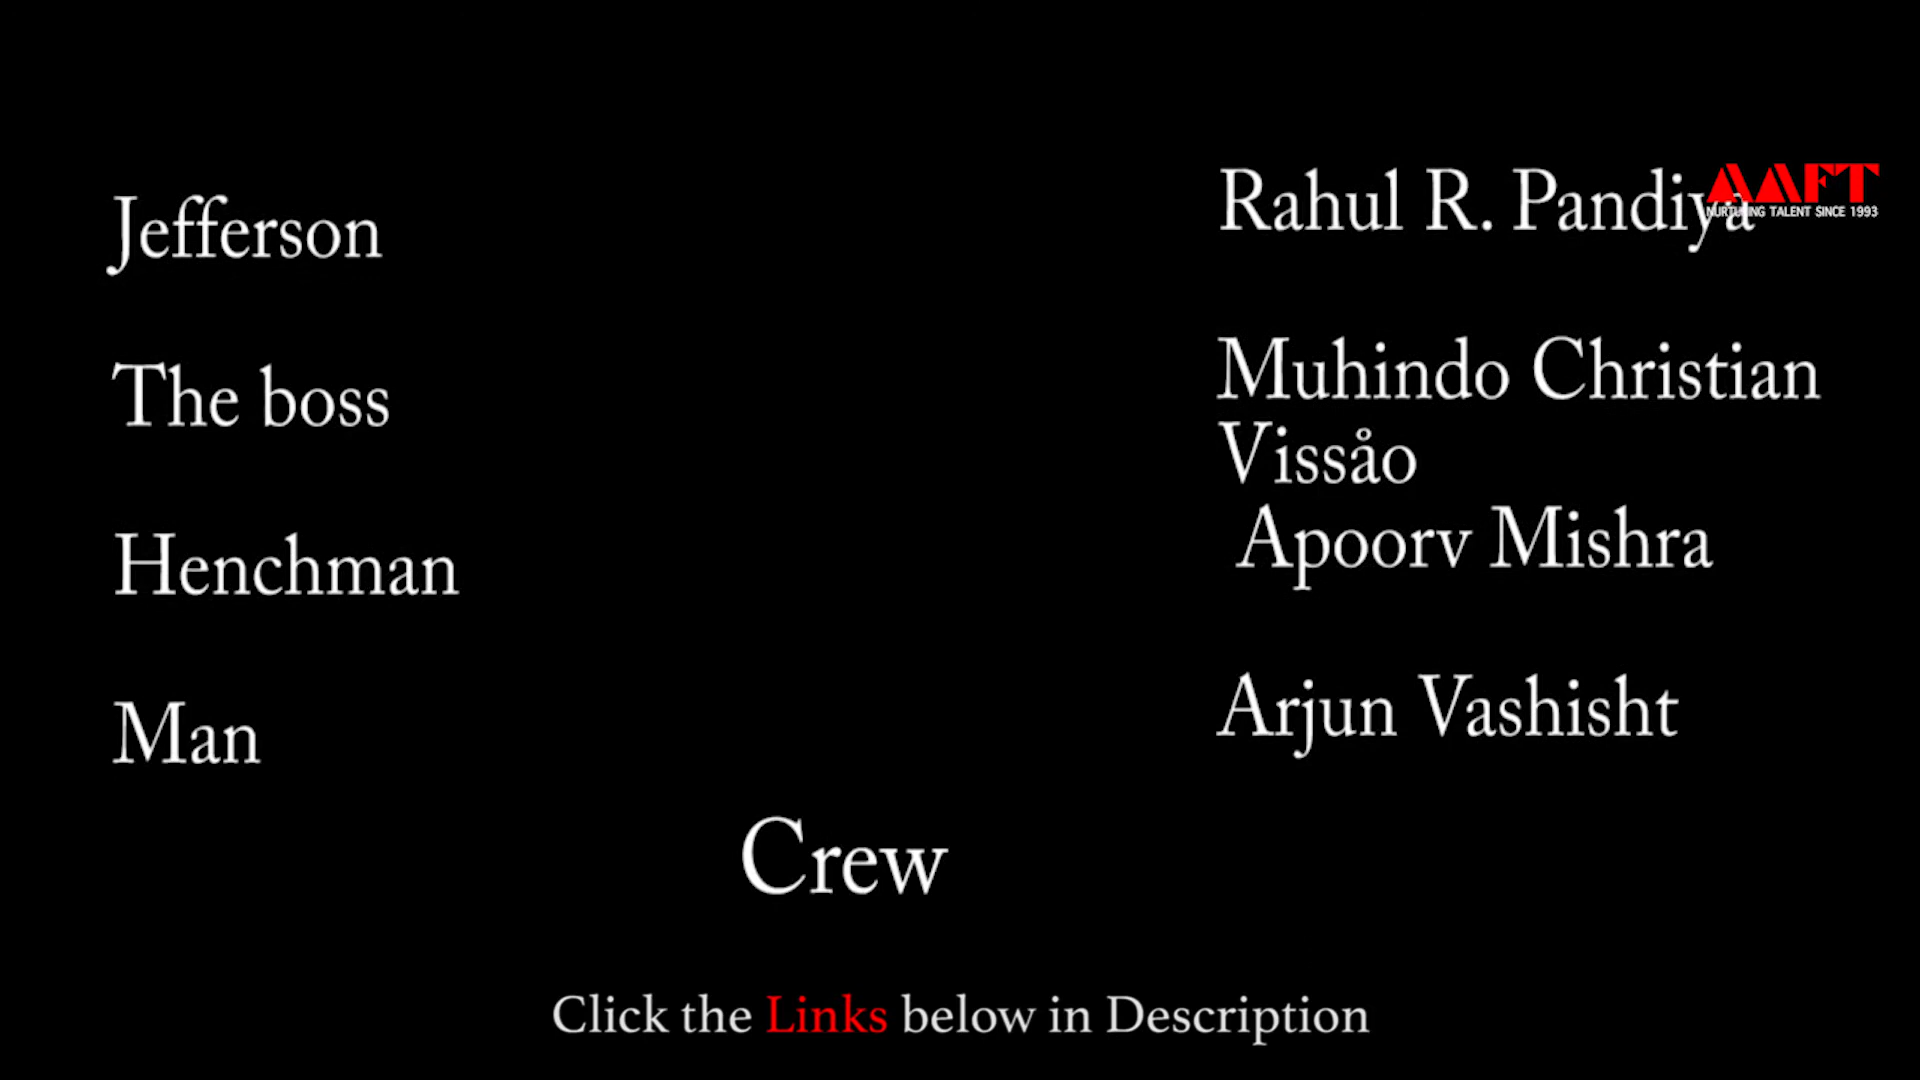 Jefferson
Rahul R. Pandiya
AAFT
NURTURING TALENT SINCE 1993
The boss
Muhindo Christian
Vissåo
Henchman
Apoorv Mishra
Man
Arjun Vashisht
Crew
Click the Links below in Description